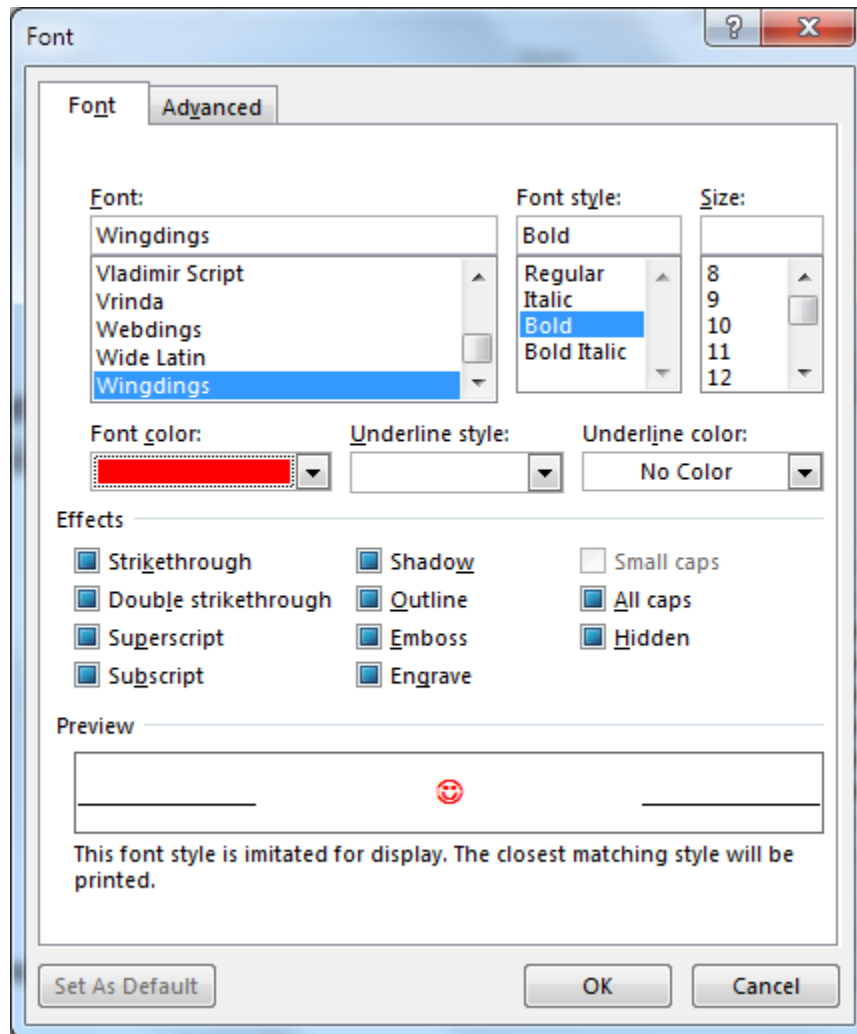 Font
Font Advanced
Font: Font style: Size:
Wingdings Bold
Vladimir Script Regular 8
Vrinda Italic 9
Webdings Bold 10
Wide Latin Bold Italic 11
Wingdings 12
Font color: Underline style: Underline color:
No Color
Effects
Strikethrough Shadow Small caps
Double strikethrough Outline All caps
Superscript Emboss Hidden
Subscript Engrave
Preview
This font style is imitated for display. The closest matching style will be
printed.
Set As Default OK Cancel